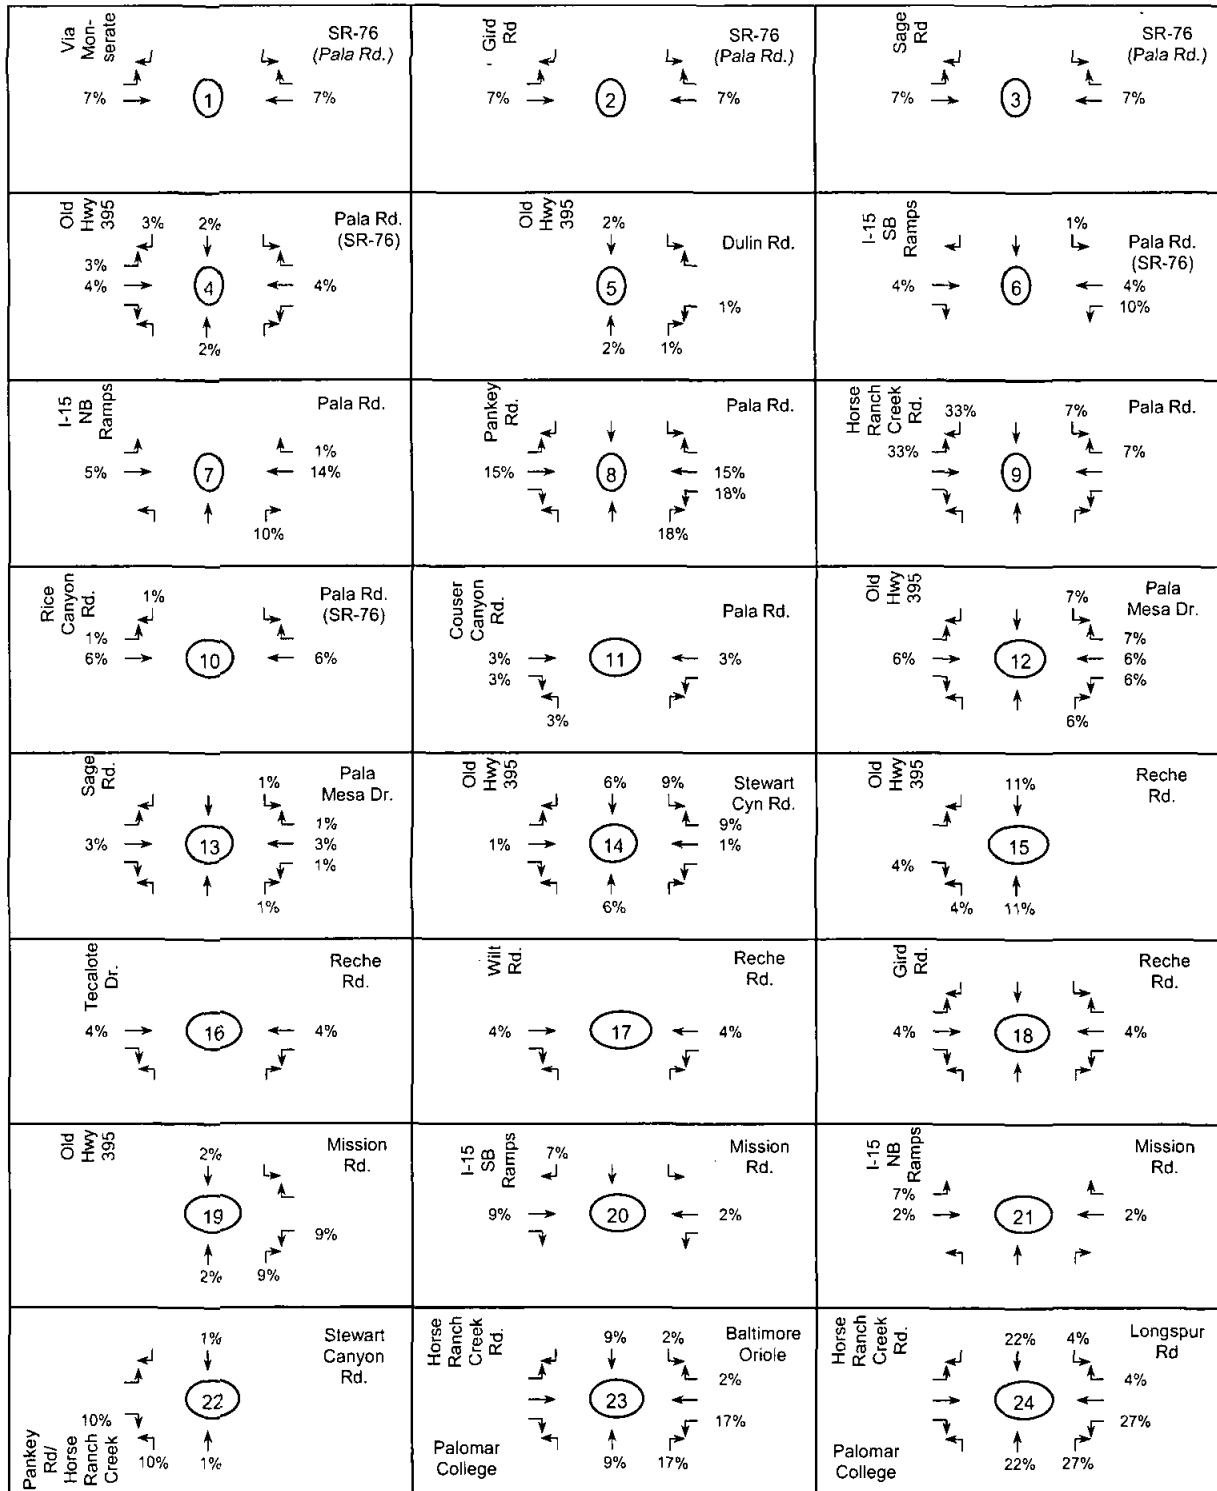 Via
Mon-
serate
SR-76
(Pala Rd.)
7%
1
7%
Gird
Rd
SR-76
(Pala Rd.)
7%
2
7%
Sage
Rd
SR-76
(Pala Rd.)
7%
3
7%
Old
Hwy
395
3%
2%
Pala Rd.
(SR-76)
3%
4%
4
4%
2%
Old
Hwy
395
2%
Dulin Rd.
5
1%
2%
1%
I-15
SB
Ramps
1%
Pala Rd.
(SR-76)
4%
6
4%
10%
I-15
NB
Ramps
Pala Rd.
1%
5%
7
14%
10%
Pankey
Rd.
Pala Rd.
15%
8
15%
18%
18%
Horse
Ranch
Creek
Rd.
33%
7%
Pala Rd.
33%
7%
9
Rice
Canyon
Rd.
1%
Pala Rd.
(SR-76)
1%
6%
10
6%
Couser
Canyon
Rd.
Pala Rd.
3%
11
3%
3%
3%
Old
Hwy
395
7%
Pala
Mesa Dr.
7%
6%
12
6%
6%
6%
Sage
Rd.
1%
Pala
Mesa Dr.
1%
3%
13
3%
1%
1%
Old
Hwy
395
6%
9%
Stewart
Cyn Rd.
9%
1%
14
1%
6%
Old
Hwy
395
11%
Reche
Rd.
15
4%
4%
11%
Tecalote
Dr.
Reche
Rd.
4%
16
4%
Wilt
Rd.
Reche
Rd.
4%
17
4%
Gird
Rd.
Reche
Rd.
4%
18
4%
Old
Hwy
395
2%
Mission
Rd.
19
9%
2%
9%
I-15
SB
Ramps
7%
Mission
Rd.
9%
20
2%
I-15
NB
Ramps
Mission
Rd.
7%
2%
21
2%
Pankey
Rd/
Horse
Ranch
Creek
1%
Stewart
Canyon
Rd.
22
10%
10%
1%
Horse
Ranch
Creek
Rd.
9%
2%
Baltimore
Oriole
2%
23
17%
Palomar
College
9%
17%
Horse
Ranch
Creek
Rd.
22%
4%
Longspur
Rd
4%
24
27%
Palomar
College
22%
27%